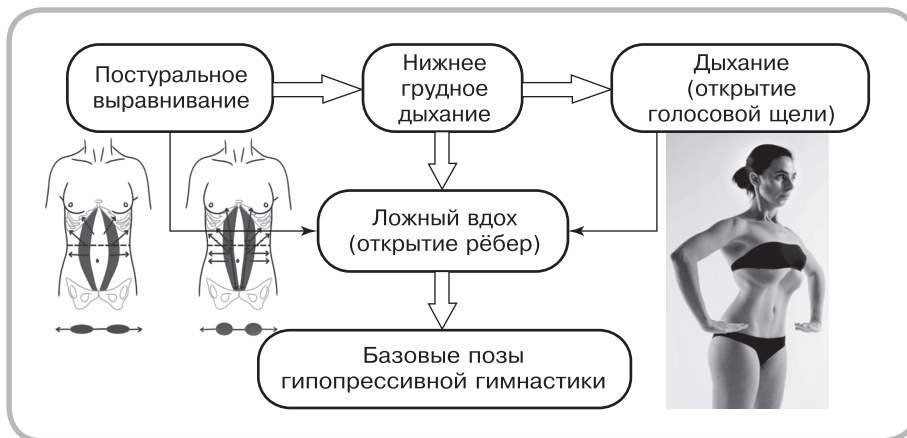 Постуральное
выравнивание
Нижнее
грудное
дыхание
Дыхание
(открытие
голосовой щели)
Ложный вдох
(открытие рёбер)
Базовые позы
гипопрессивной гимнастики